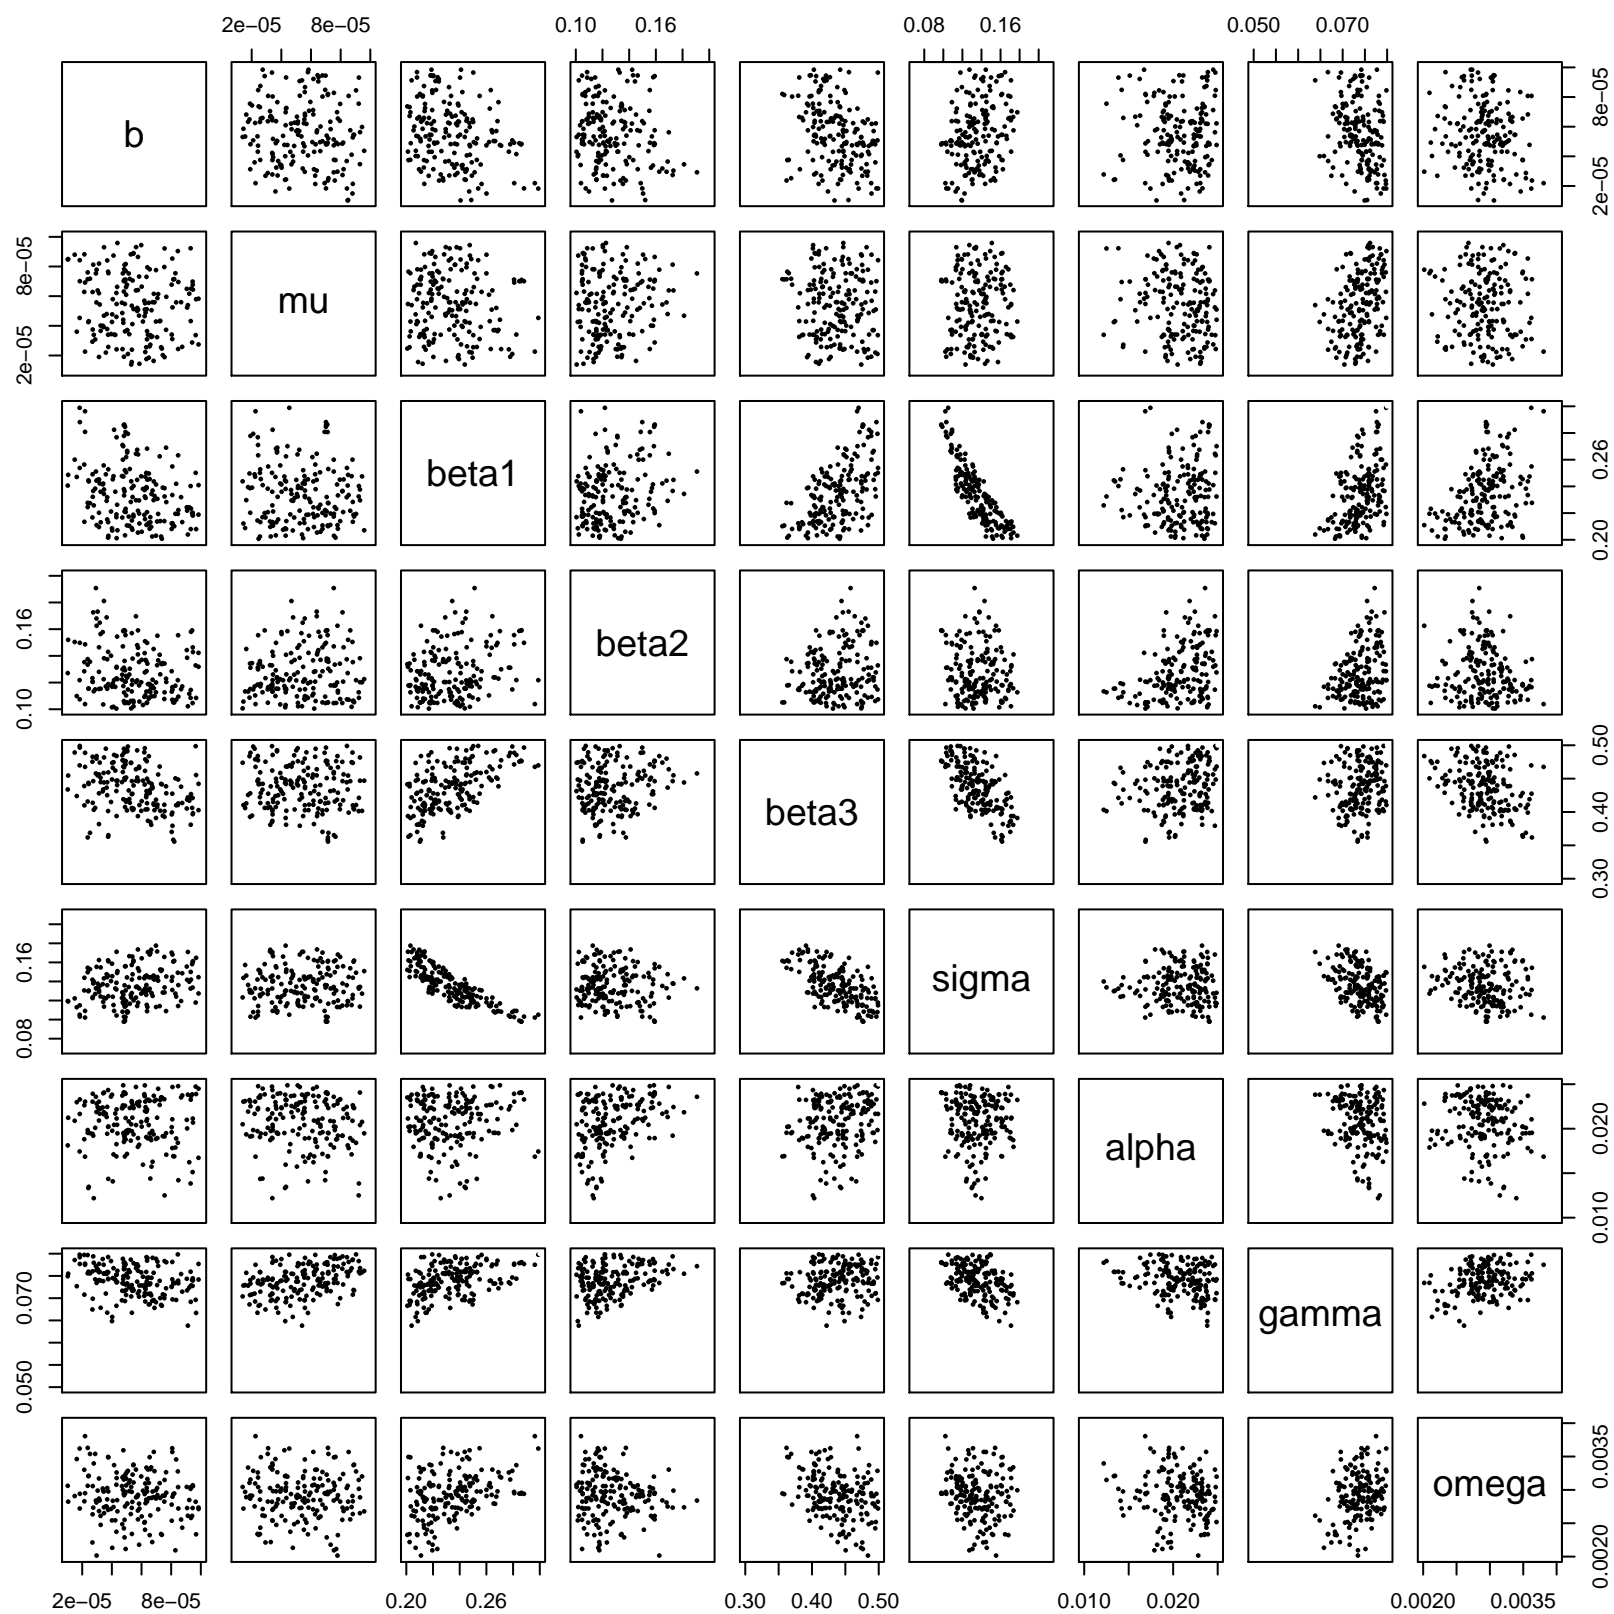 2e−05 8e−05 0.10 0.16 0.08 0.16 0.050 0.070
b
2e−05 8e−05
2e−05 8e−05
mu
beta1
0.20 0.26
0.10 0.16
beta2
beta3
0.30 0.40 0.50
0.08 0.16
sigma
alpha
0.010 0.020
0.050 0.070
gamma
omega
0.0020 0.0035
2e−05 8e−05 0.20 0.26 0.30 0.40 0.50 0.010 0.020 0.0020 0.0035